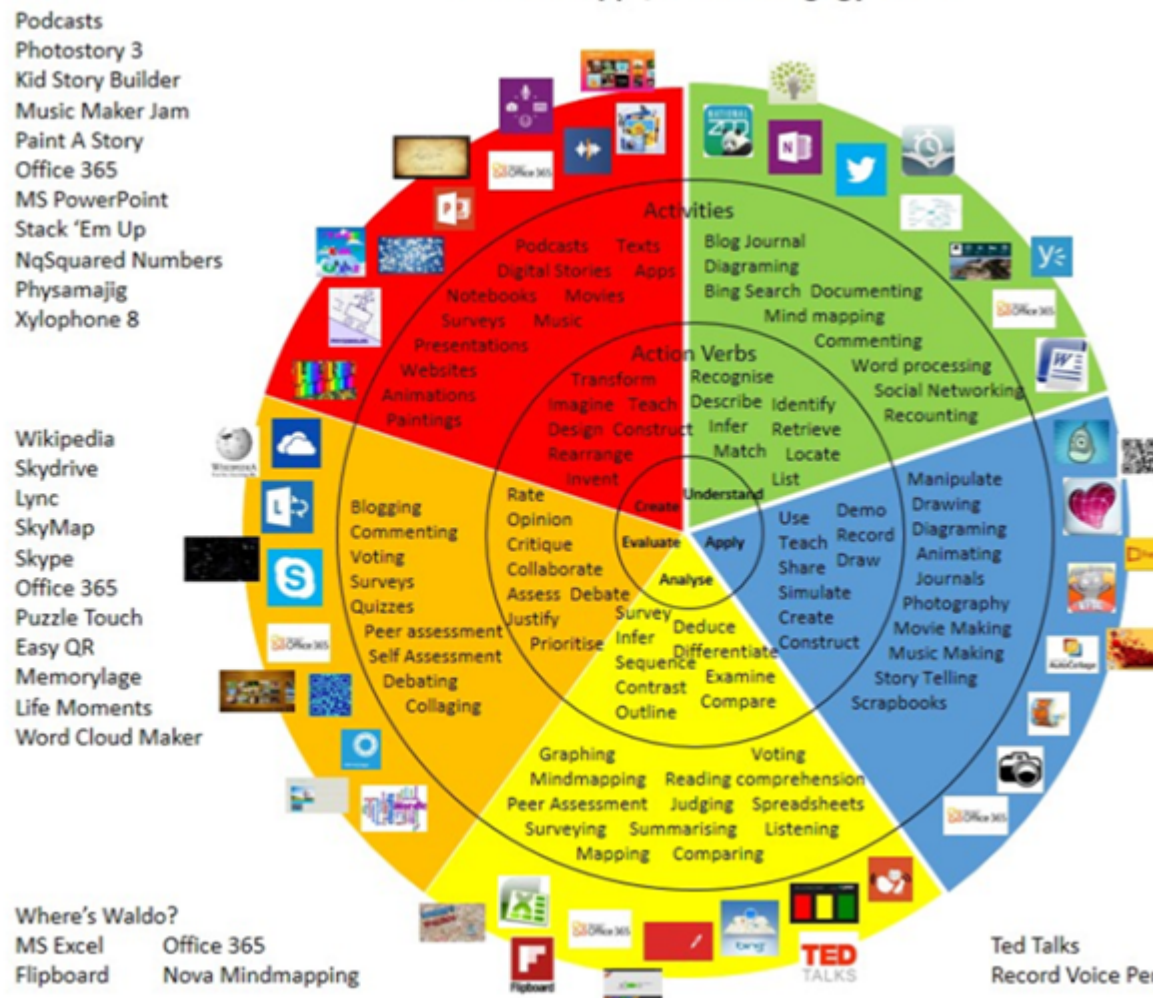 Podcasts
Photostory 3
Kid Story Builder
Music Maker Jam
Paint A Story
Office 365
MS PowerPoint
Stack ‘Em Up
NqSquared Numbers
Physamajig
Xylophone 8
Wikipedia
Skydrive
Lync
SkyMap
Skype
Office 365
Puzzle Touch
Easy QR
Memorylage
Life Moments
Word Cloud Maker
Where’s Waldo?
MS Excel Office 365
Flipboard Nova Mindmapping
Ted Talks
Record Voice Per
Activities
Podcasts Texts
Digital Stories Apps
Notebooks Movies
Surveys Music
Presentations
Websites
Animations
Paintings
Action Verbs
Transform
Imagine Teach
Design Construct
Rearrange
Invent
Create
Blog Journal
Diagraming
Bing Search Documenting
Mind mapping
Commenting
Word processing
Social Networking
Recounting
Recognise
Describe Identify
Infer Retrieve
Match Locate
List
Understand
Manipulate
Drawing
Diagraming
Animating
Journals
Photography
Movie Making
Music Making
Story Telling
Scrapbooks
Use Demo
Teach Record
Share Draw
Simulate
Create
Construct
Apply
Analyse
Survey Deduce
Infer Differentiate
Sequence Examine
Contrast Compare
Outline
Graphing Voting
Mindmapping Reading comprehension
Peer Assessment Judging Spreadsheets
Surveying Summarising Listening
Mapping Comparing
Evaluate
Rate
Opinion
Critique
Collaborate
Assess Debate
Justify
Prioritise
Blogging
Commenting
Voting
Surveys
Quizzes
Peer assessment
Self Assessment
Debating
Collaging
NATIONAL
ZOO
N
Office 365
Office 365
W
WIKIPEDIA
L
S
Office 365
Office 365
Office 365
AutoCollage
Flipboard
bing
TED
TALKS